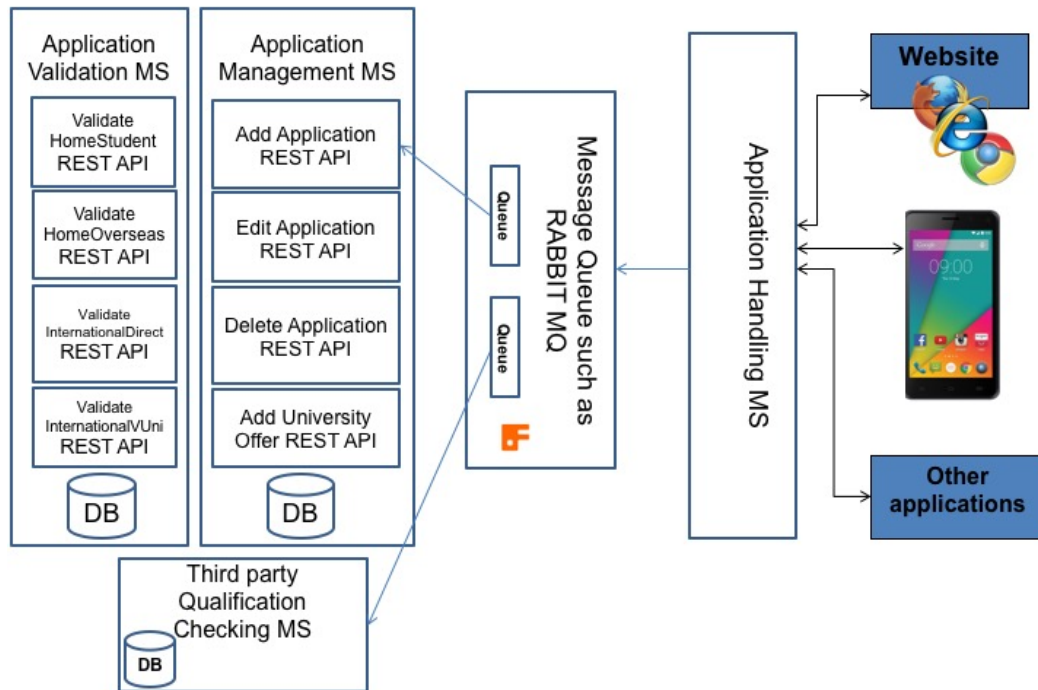 Application
Validation MS
Validate
HomeStudent
REST API
Validate
HomeOverseas
REST API
Validate
InternationalDirect
REST API
Validate
InternationalVUni
REST API
DB
Application
Management MS
Add Application
REST API
Edit Application
REST API
Delete Application
REST API
Add University
Offer REST API
DB
Third party
Qualification
Checking MS
DB
Queue
Queue
Message Queue such as
RABBIT MQ
Application Handling MS
Website
Google
09:00
Other
applications